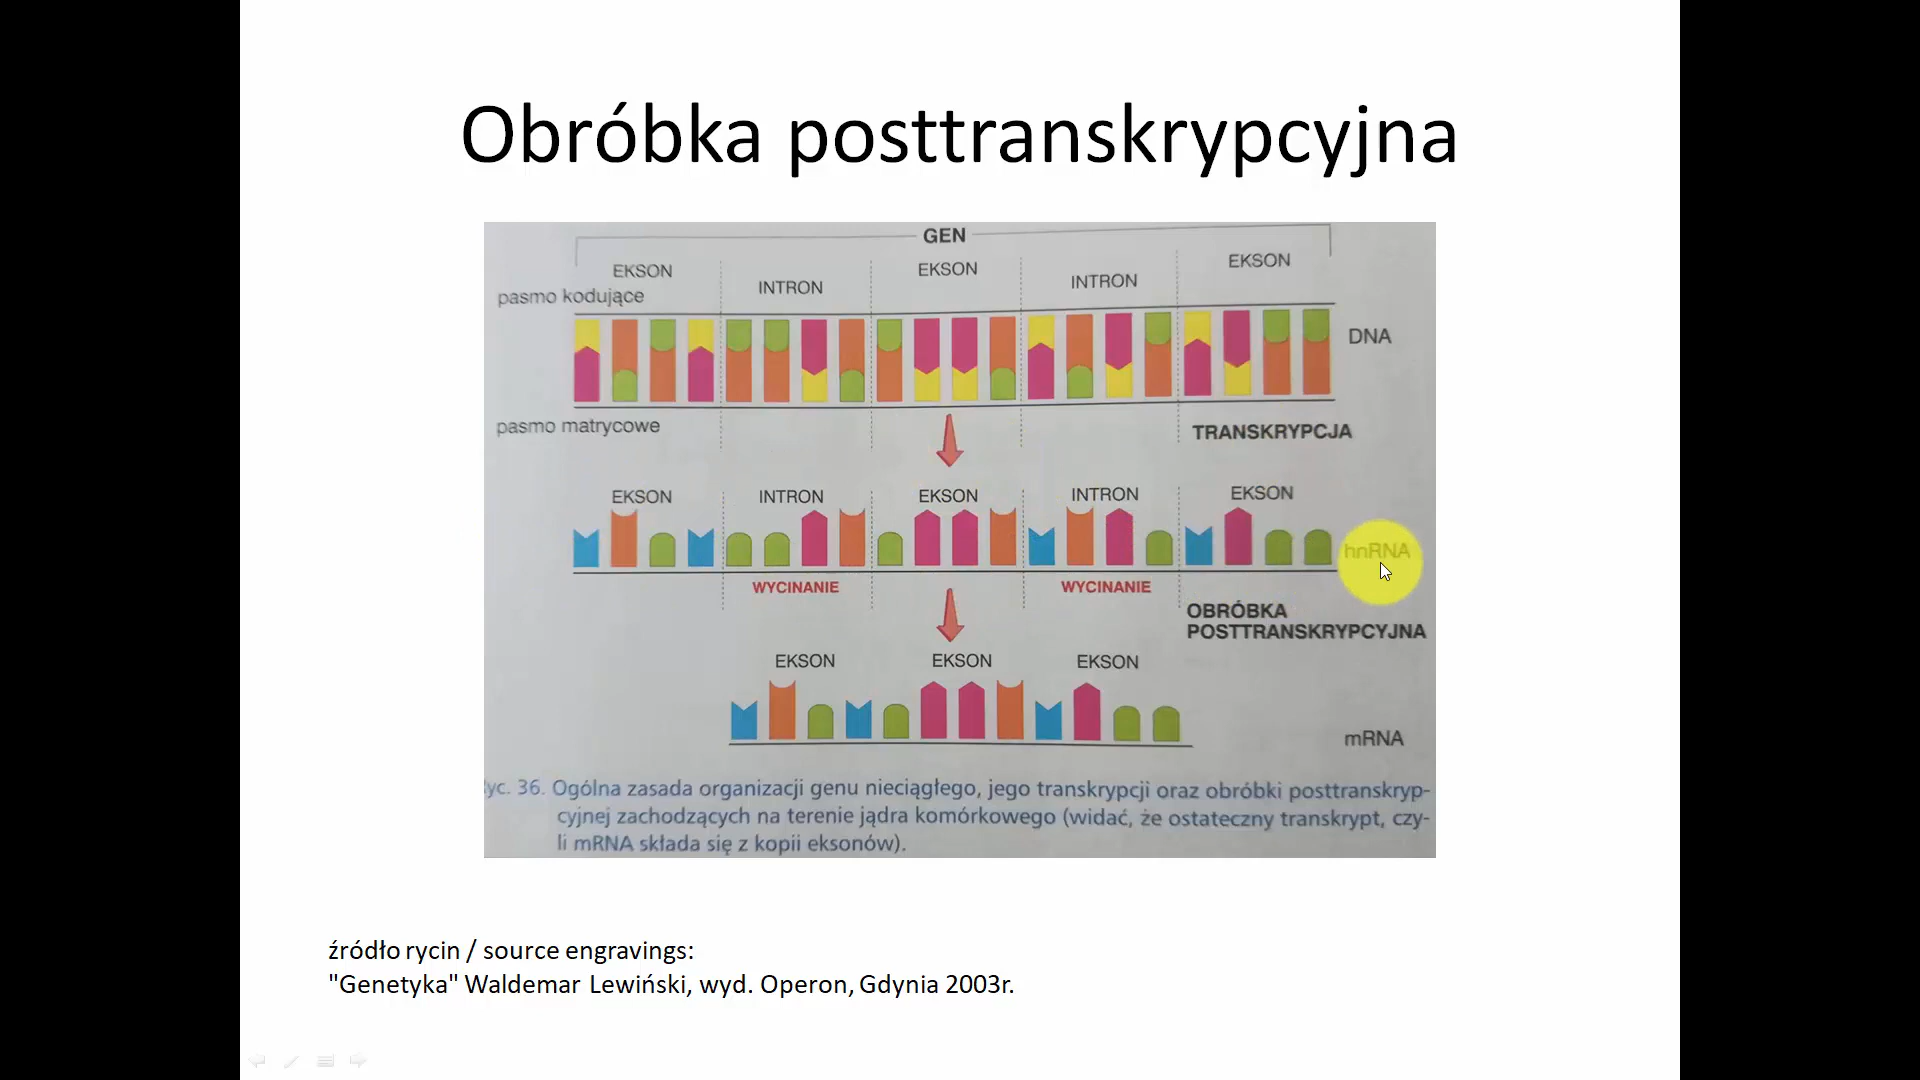 Obróbka posttranskrypcyjna
GEN
EKSON
INTRON
EKSON
INTRON
EKSON
pasmo kodujące
DNA
pasmo matrycowe
TRANSKRYPCJA
EKSON
INTRON
EKSON
INTRON
EKSON
hnRNA
WYCINANIE
WYCINANIE
OBRÓBKA
POSTTRANSKRYPCYJNA
EKSON
EKSON
EKSON
mRNA
yc. 36. Ogólna zasada organizacji genu nieciągłego, jego transkrypcji oraz obróbki posttranskryp-
cyjnej zachodzących na terenie jądra komórkowego (widać, że ostateczny transkrypt, czy-
li mRNA składa się z kopii eksonów).
źródło rycin / source engravings:
"Genetyka" Waldemar Lewiński, wyd. Operon, Gdynia 2003r.